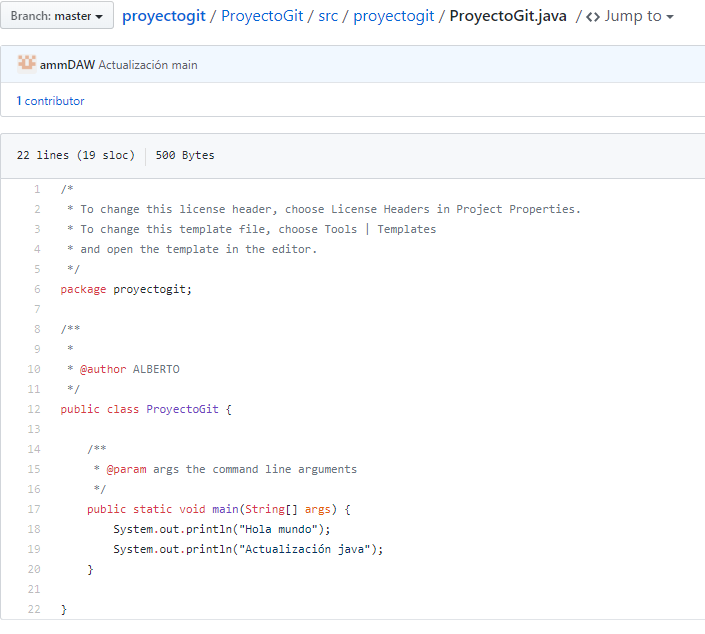 Branch: master proyectogit / ProyectoGit / src / proyectogit / ProyectoGit.java / <> Jump to
ammDAW Actualización main
1 contributor
22 lines (19 sloc) 500 Bytes
1 /*
2  * To change this license header, choose License Headers in Project Properties.
3  * To change this template file, choose Tools | Templates
4  * and open the template in the editor.
5  */
6 package proyectogit;
7
8 /**
9  *
10  * @author ALBERTO
11  */
12 public class ProyectoGit {
13
14     /**
15      * @param args the command line arguments
16      */
17     public static void main(String[] args) {
18         System.out.println("Hola mundo");
19         System.out.println("Actualización java");
20     }
21
22 }